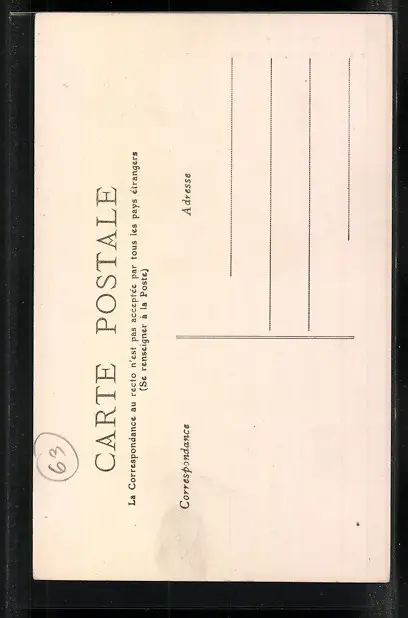 63
CARTE POSTALE
La Correspondance au recto n'est pas acceptée par tous les pays étrangers
(Se renseigner à la Poste)
Correspondance
Adresse